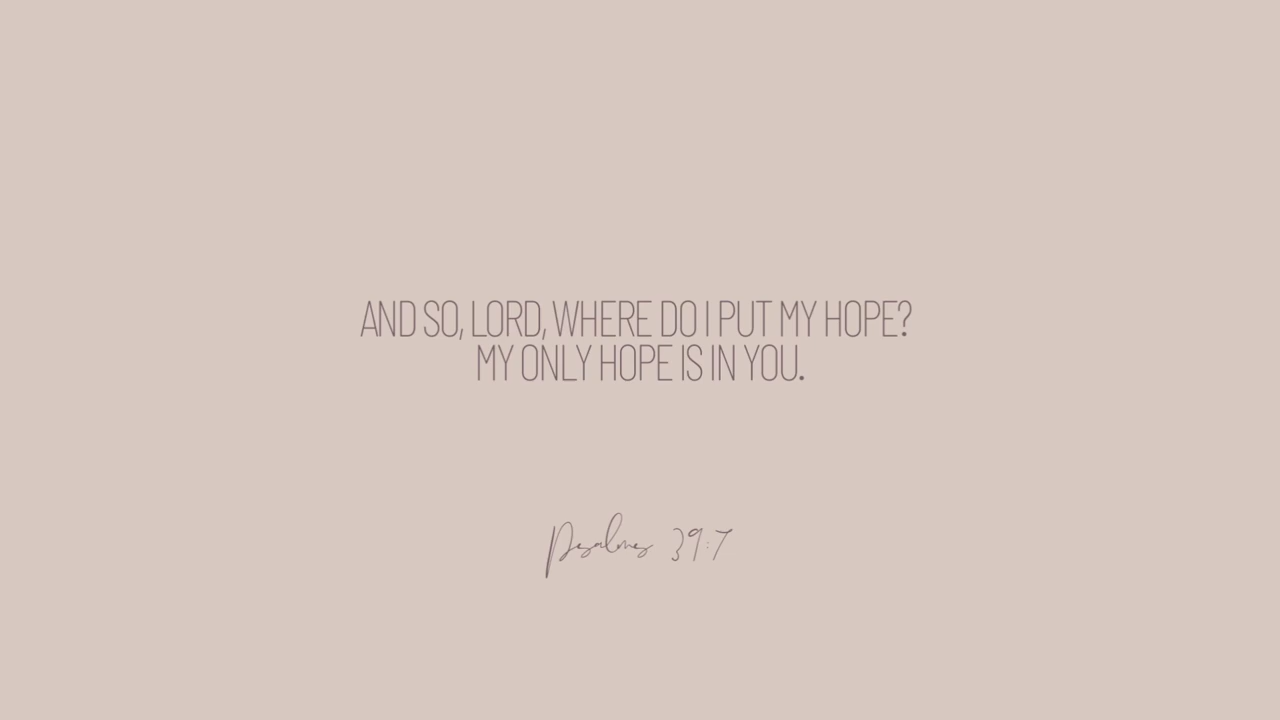 AND SO, LORD, WHERE DO I PUT MY HOPE?
MY ONLY HOPE IS IN YOU.
Psalms 39:7